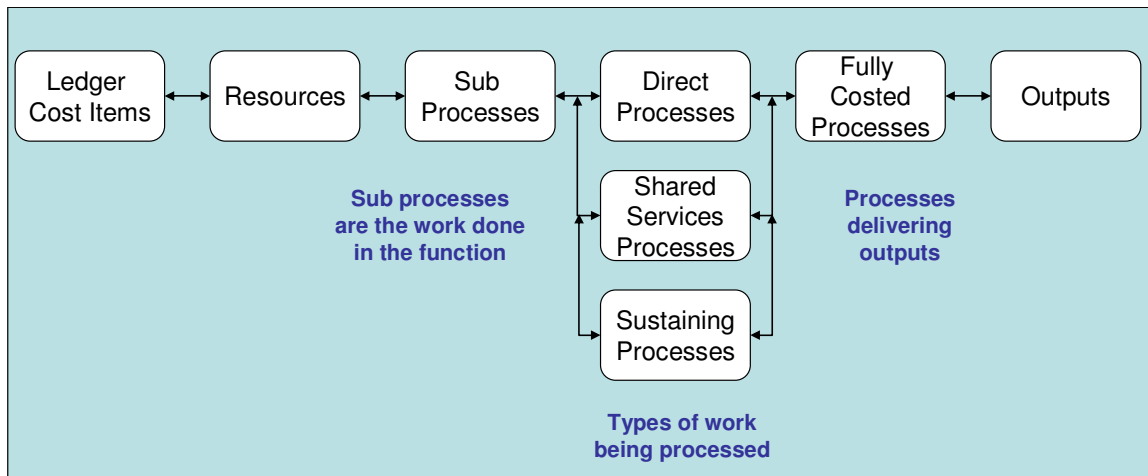 Ledger
Cost Items
Resources
Sub
Processes
Direct
Processes
Fully
Costed
Processes
Outputs
Sub processes
are the work done
in the function
Shared
Services
Processes
Processes
delivering
outputs
Sustaining
Processes
Types of work
being processed